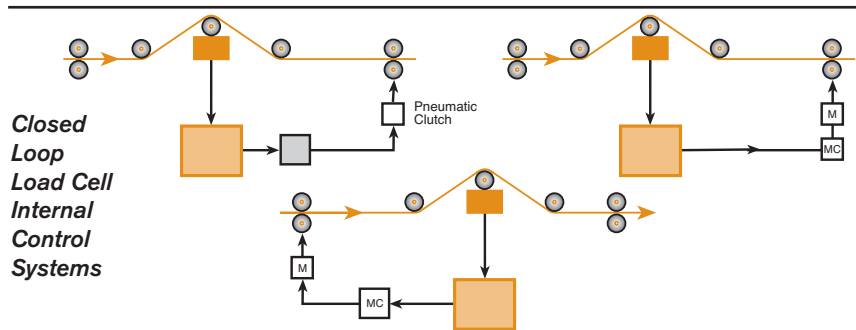 Closed
Loop
Load Cell
Internal
Control
Systems
Pneumatic
Clutch
M
MC
M
MC